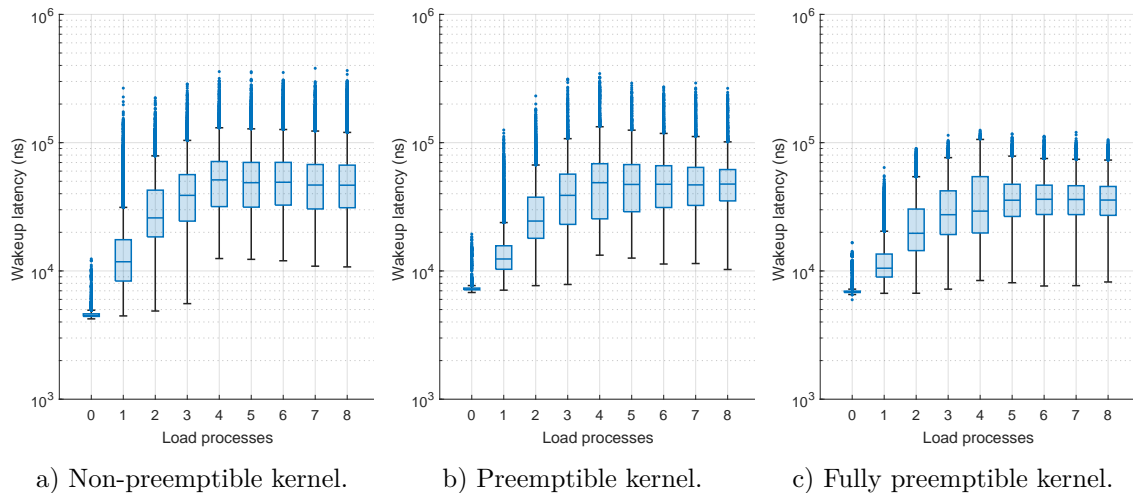 10^6
10^5
10^4
10^3
Wakeup latency (ns)
0 1 2 3 4 5 6 7 8
Load processes
a) Non-preemptible kernel.
10^6
10^5
10^4
10^3
Wakeup latency (ns)
0 1 2 3 4 5 6 7 8
Load processes
b) Preemptible kernel.
10^6
10^5
10^4
10^3
Wakeup latency (ns)
0 1 2 3 4 5 6 7 8
Load processes
c) Fully preemptible kernel.